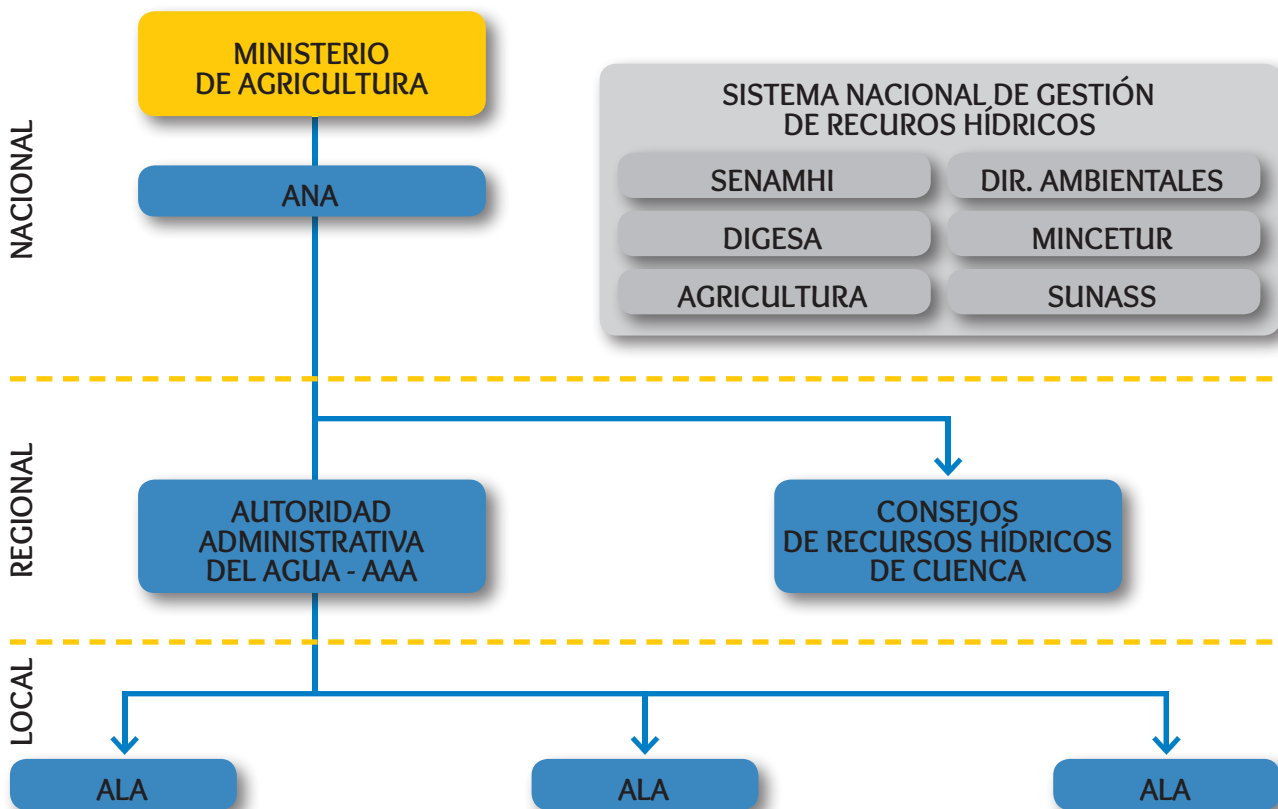 NACIONAL
MINISTERIO
DE AGRICULTURA
ANA
SISTEMA NACIONAL DE GESTIÓN
DE RECUROS HÍDRICOS
SENAMHI
DIR. AMBIENTALES
DIGESA
MINCETUR
AGRICULTURA
SUNASS
REGIONAL
AUTORIDAD
ADMINISTRATIVA
DEL AGUA - AAA
CONSEJOS
DE RECURSOS HÍDRICOS
DE CUENCA
LOCAL
ALA
ALA
ALA